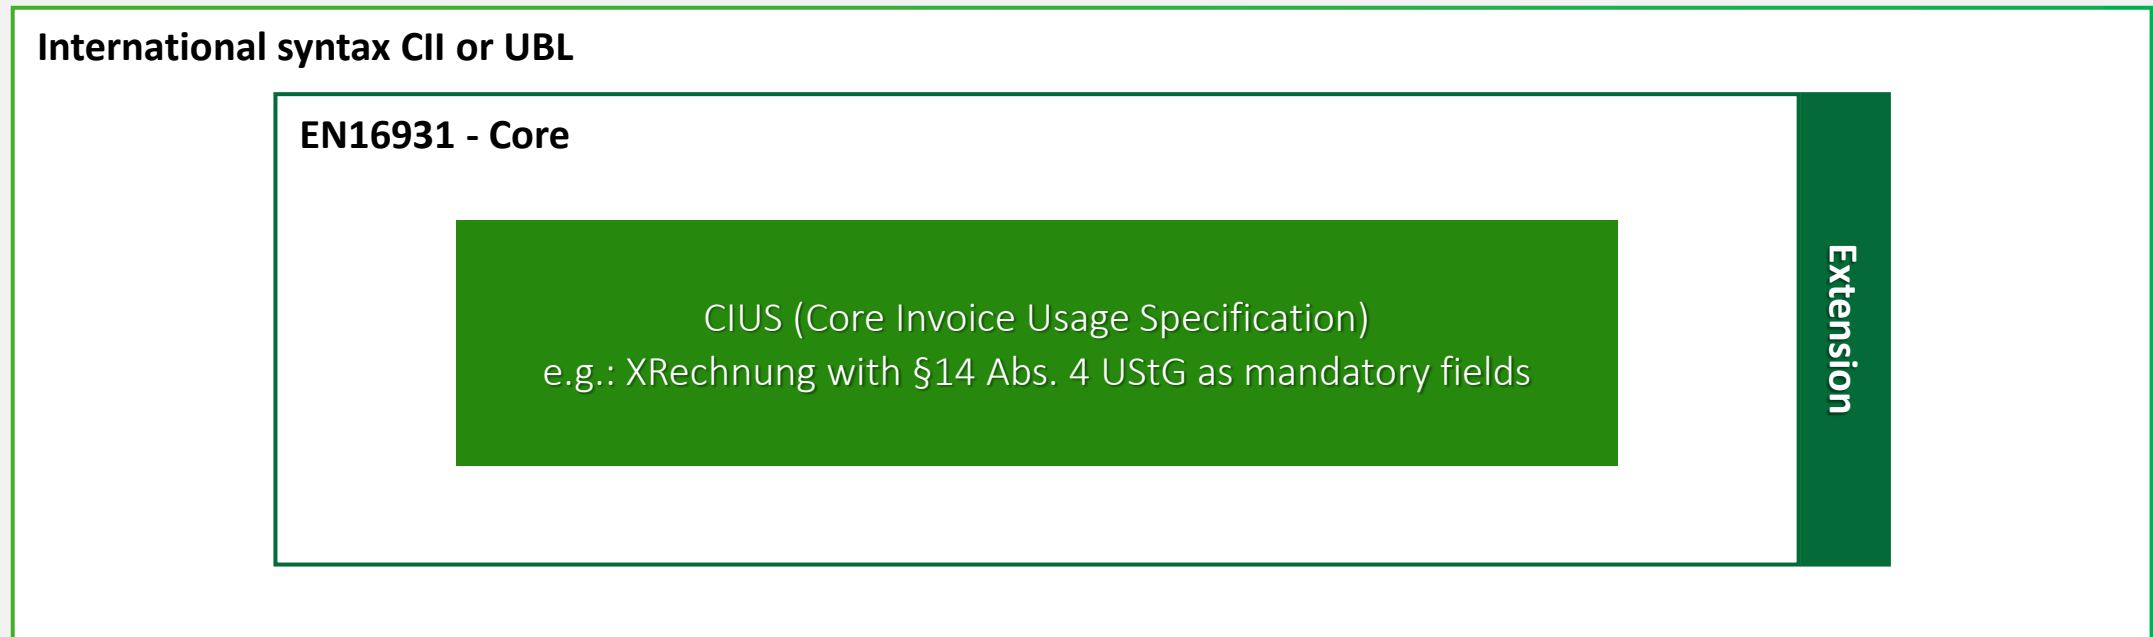 International syntax CII or UBL
EN16931 - Core
CIUS (Core Invoice Usage Specification)
e.g.: XRechnung with §14 Abs. 4 UStG as mandatory fields
Extension